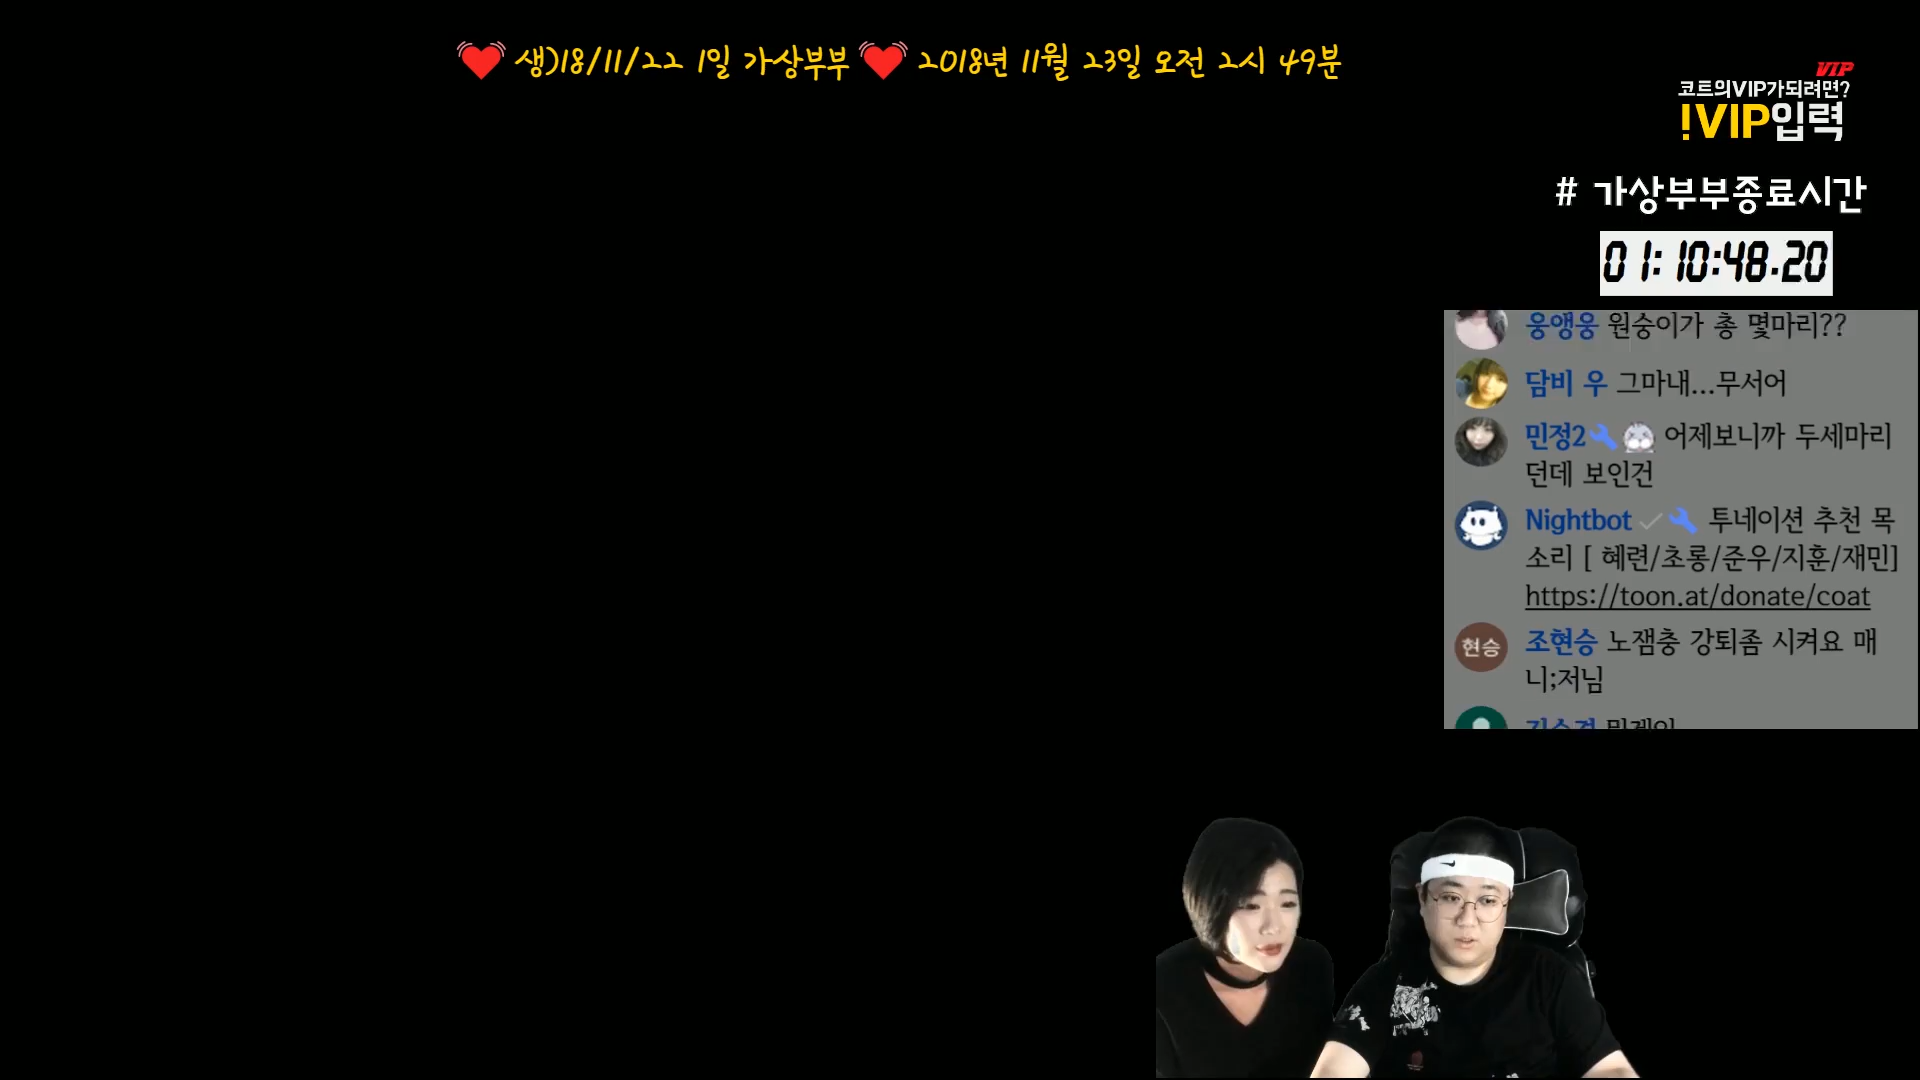 생)18/11/22 1일 가상부부 2018년 11월 23일 오전 2시 49분
VIP
코트의VIP가되려면?
!VIP입력
# 가상부부종료시간
01:10:48.20
웅앵웅 원숭이가 총 몇마리??
담비 우 그마내...무서어
민정2 어제보니까 두세마리
던데 보인건
Nightbot 투네이션 추천 목
소리 [ 혜련/초롱/준우/지훈/재민]
https://toon.at/donate/coat
현승
조현승 노잼충 강퇴좀 시켜요 매
니;저님